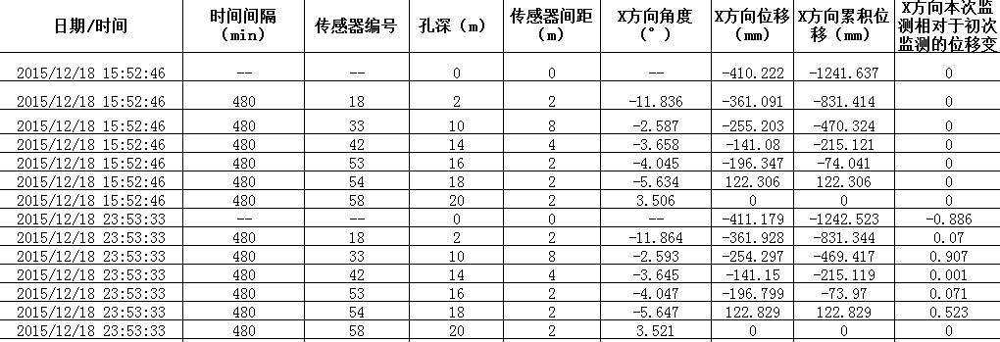 日期/时间 时间间隔（min） 传感器编号 孔深（m） 传感器间距（m） X方向角度（°） X方向位移（mm） X方向累积位移（mm） X方向本次监测相对于初次监测的位移变
2015/12/18 15:52:46 -- -- 0 0 -- -410.222 -1241.637 0
2015/12/18 15:52:46 480 18 2 2 -11.836 -361.091 -831.414 0
2015/12/18 15:52:46 480 33 10 8 -2.587 -255.203 -470.324 0
2015/12/18 15:52:46 480 42 14 4 -3.658 -141.08 -215.121 0
2015/12/18 15:52:46 480 53 16 2 -4.045 -196.347 -74.041 0
2015/12/18 15:52:46 480 54 18 2 -5.634 122.306 122.306 0
2015/12/18 15:52:46 480 58 20 2 3.506 0 0 0
2015/12/18 23:53:33 -- -- 0 0 -- -411.179 -1242.523 -0.886
2015/12/18 23:53:33 480 18 2 2 -11.864 -361.928 -831.344 0.07
2015/12/18 23:53:33 480 33 10 8 -2.593 -254.297 -469.417 0.907
2015/12/18 23:53:33 480 42 14 4 -3.645 -141.15 -215.119 0.001
2015/12/18 23:53:33 480 53 16 2 -4.047 -196.799 -73.97 0.071
2015/12/18 23:53:33 480 54 18 2 -5.647 122.829 122.829 0.523
2015/12/18 23:53:33 480 58 20 2 3.521 0 0 0